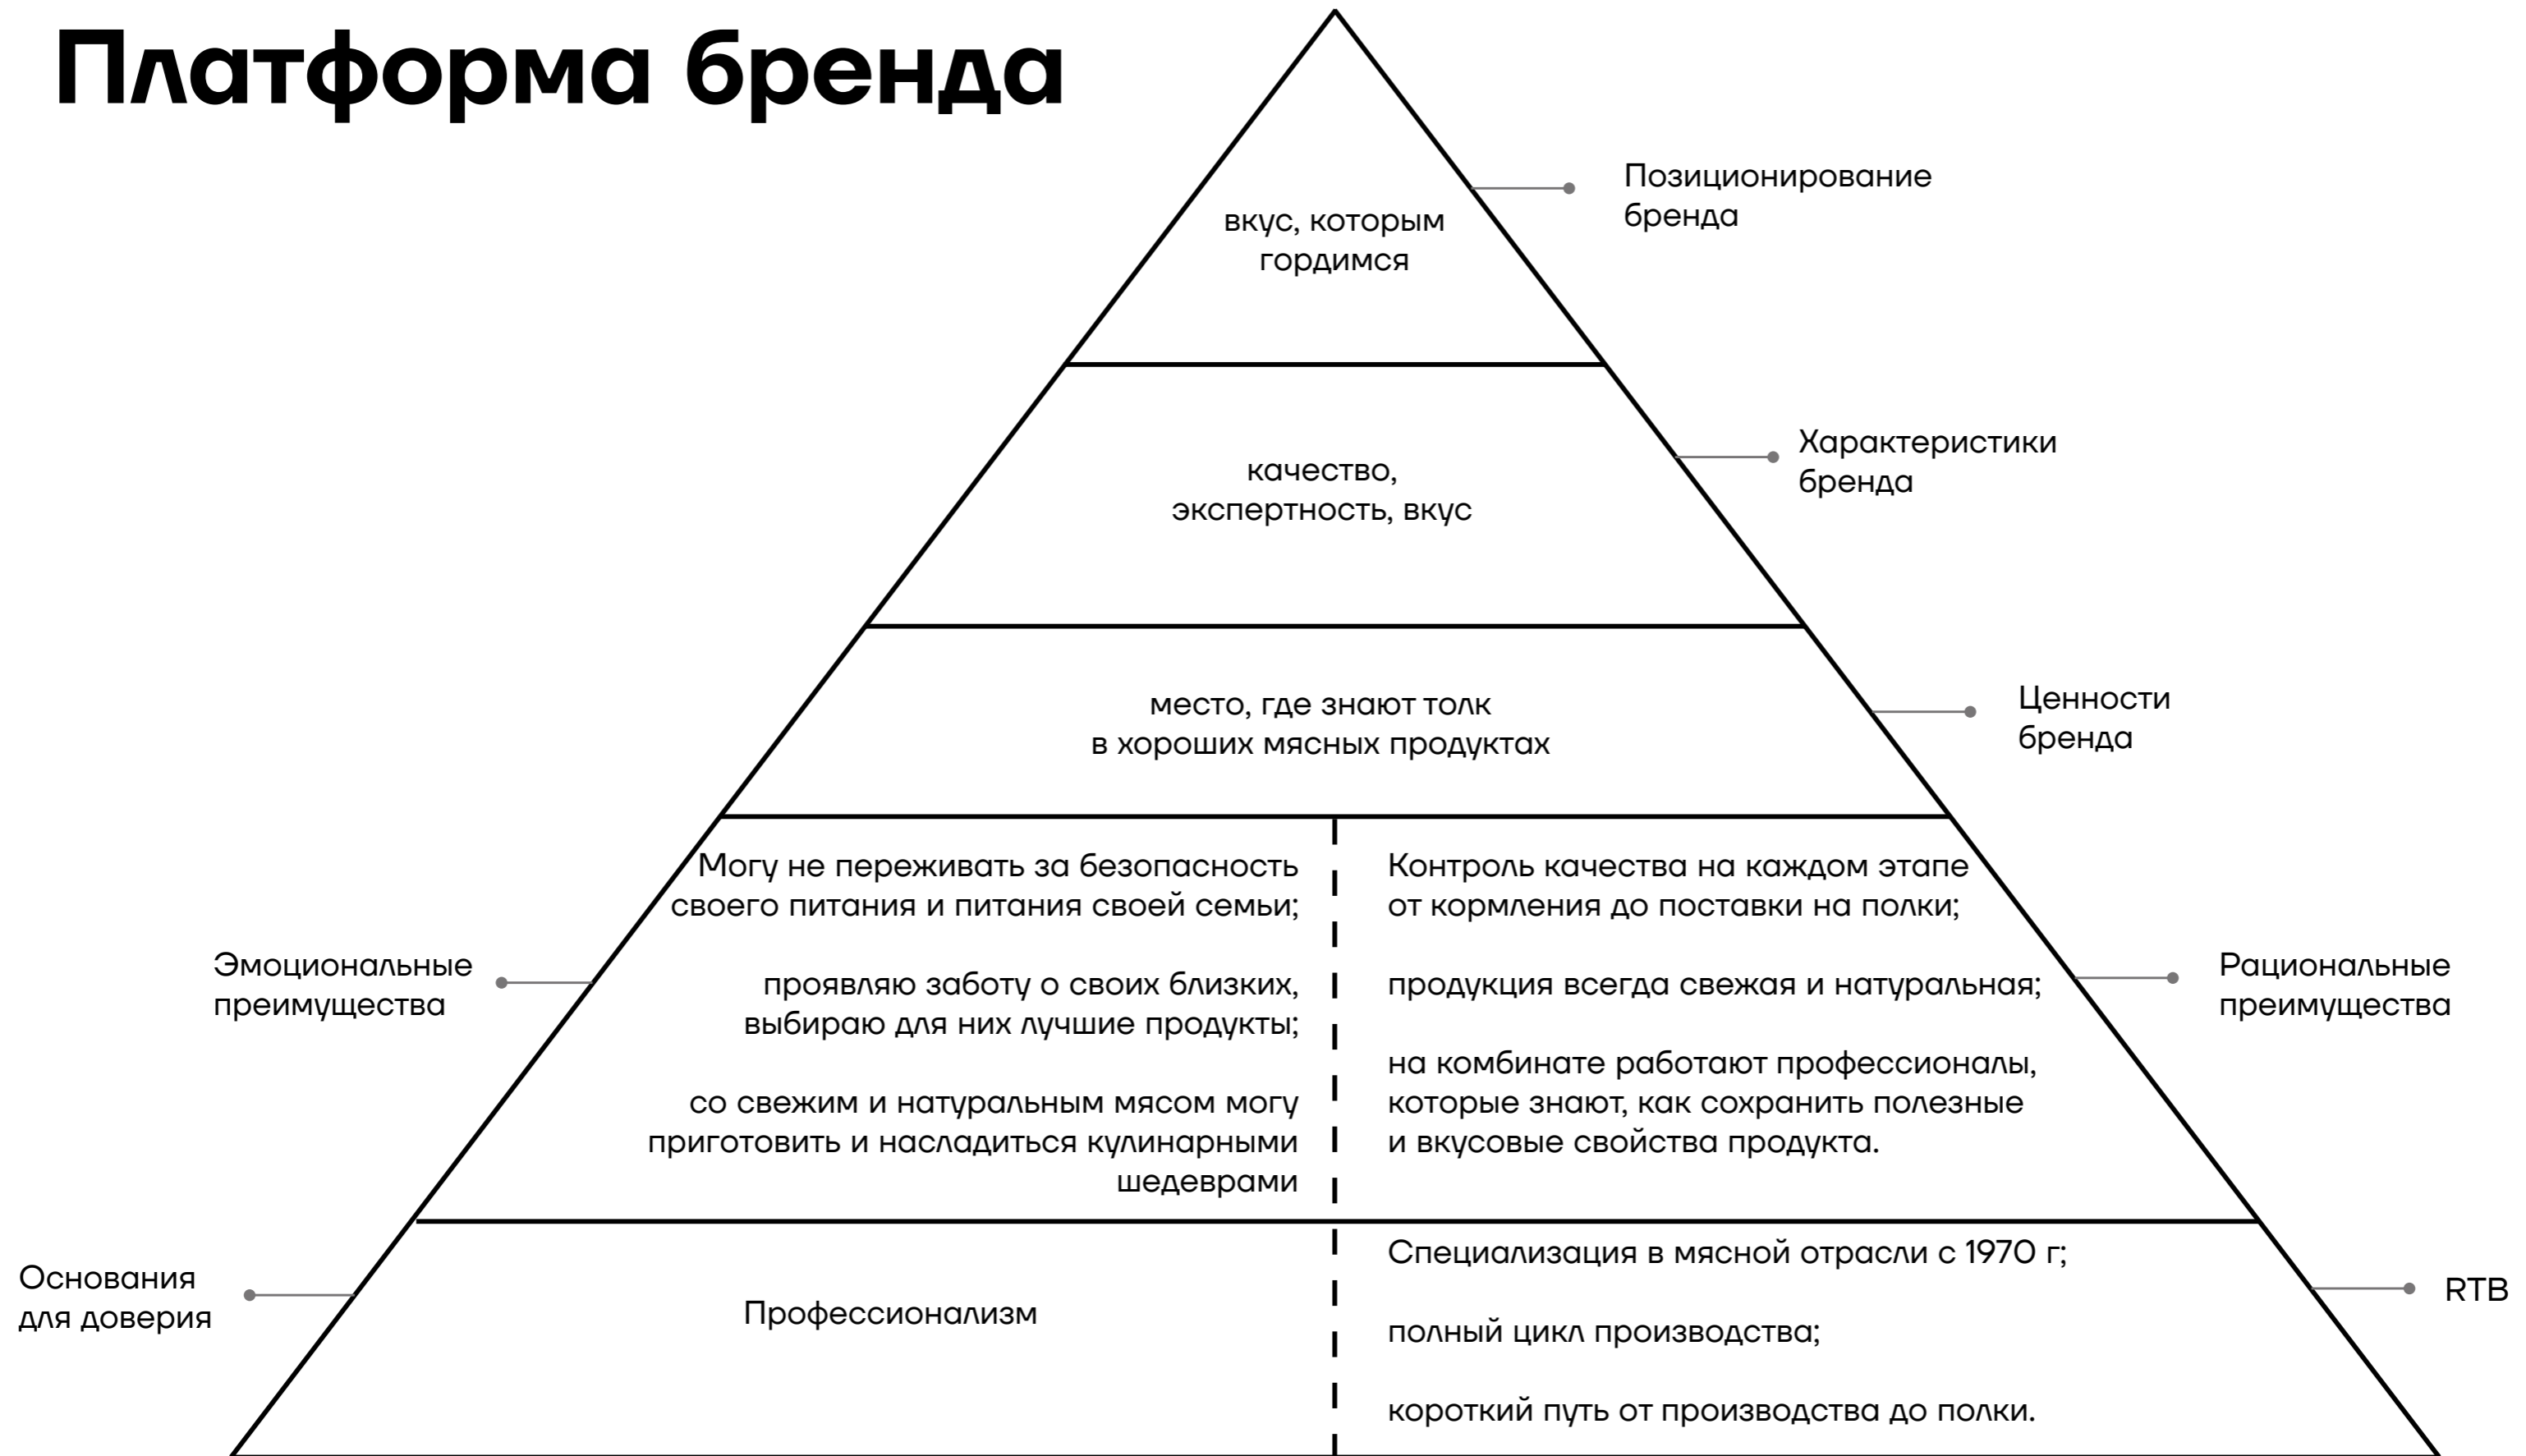 Платформа бренда
Позиционирование
бренда
вкус, которым
гордимся
Характеристики
бренда
качество,
экспертность, вкус
Ценности
бренда
место, где знают толк
в хороших мясных продуктах
Эмоциональные
преимущества
Могу не переживать за безопасность
своего питания и питания своей семьи;
проявляю заботу о своих близких,
выбираю для них лучшие продукты;
со свежим и натуральным мясом могу
приготовить и насладиться кулинарными
шедеврами
Контроль качества на каждом этапе
от кормления до поставки на полки;
продукция всегда свежая и натуральная;
на комбинате работают профессионалы,
которые знают, как сохранить полезные
и вкусовые свойства продукта.
Рациональные
преимущества
Основания
для доверия
Профессионализм
Специализация в мясной отрасли с 1970 г;
полный цикл производства;
короткий путь от производства до полки.
RTB